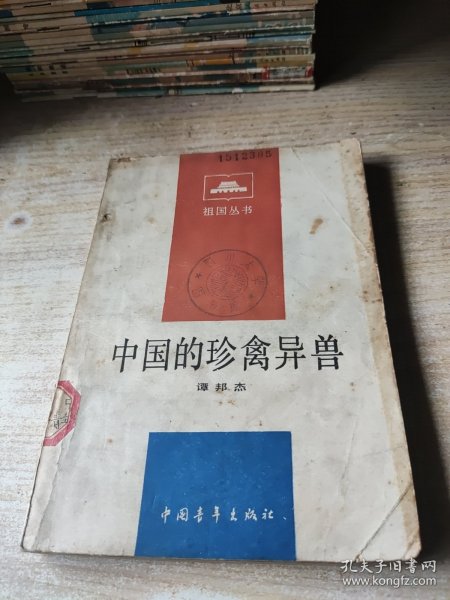 1512395
祖国丛书
中国的珍禽异兽
谭邦杰
中国青年出版社
孔夫子旧书网
www.kongfz.com